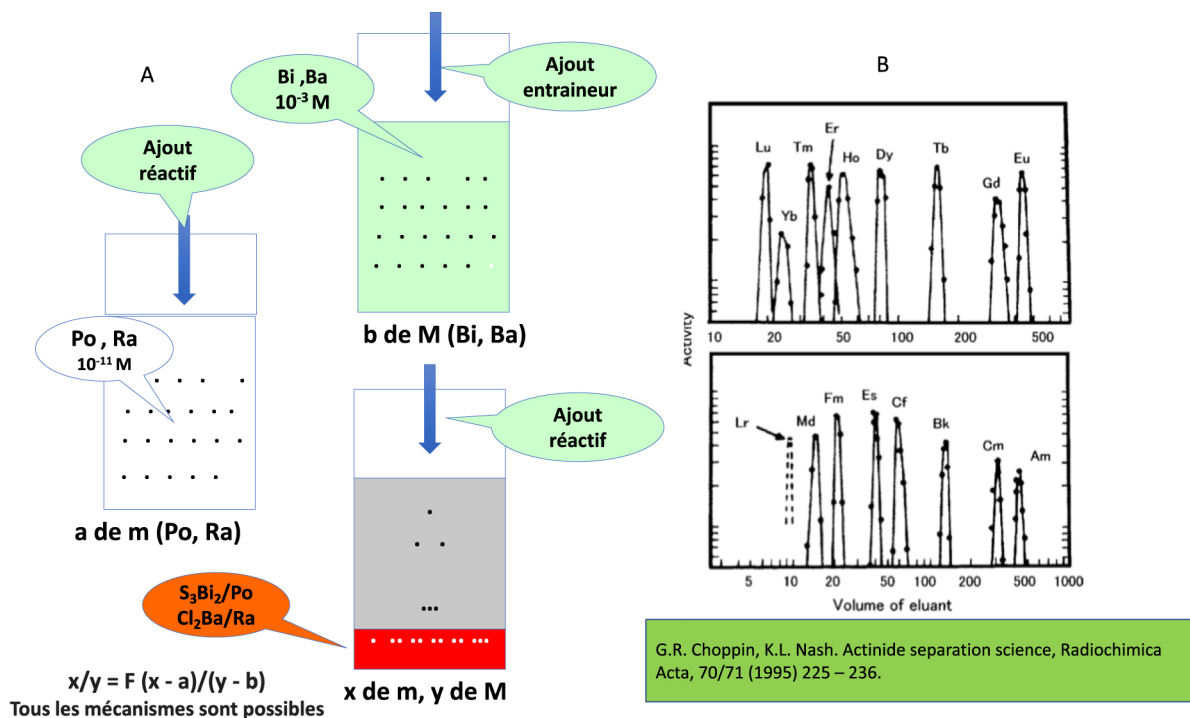 A
Ajout
réactif
Po , Ra
10⁻¹¹ M
a de m (Po, Ra)
Bi ,Ba
10⁻³ M
Ajout
entraineur
b de M (Bi, Ba)
Ajout
réactif
S₃Bi₂/Po
Cl₂Ba/Ra
x de m, y de M
x/y = F (x - a)/(y - b)
Tous les mécanismes sont possibles
B
Lu
Yb
Tm
Er
Ho
Dy
Tb
Gd
Eu
10 20 50 100 200 500
Activity
Lr
Md
Fm
Es
Cf
Bk
Cm
Am
5 10 20 50 100 200 500 1000
Volume of eluant
G.R. Choppin, K.L. Nash. Actinide separation science, Radiochimica
Acta, 70/71 (1995) 225 – 236.